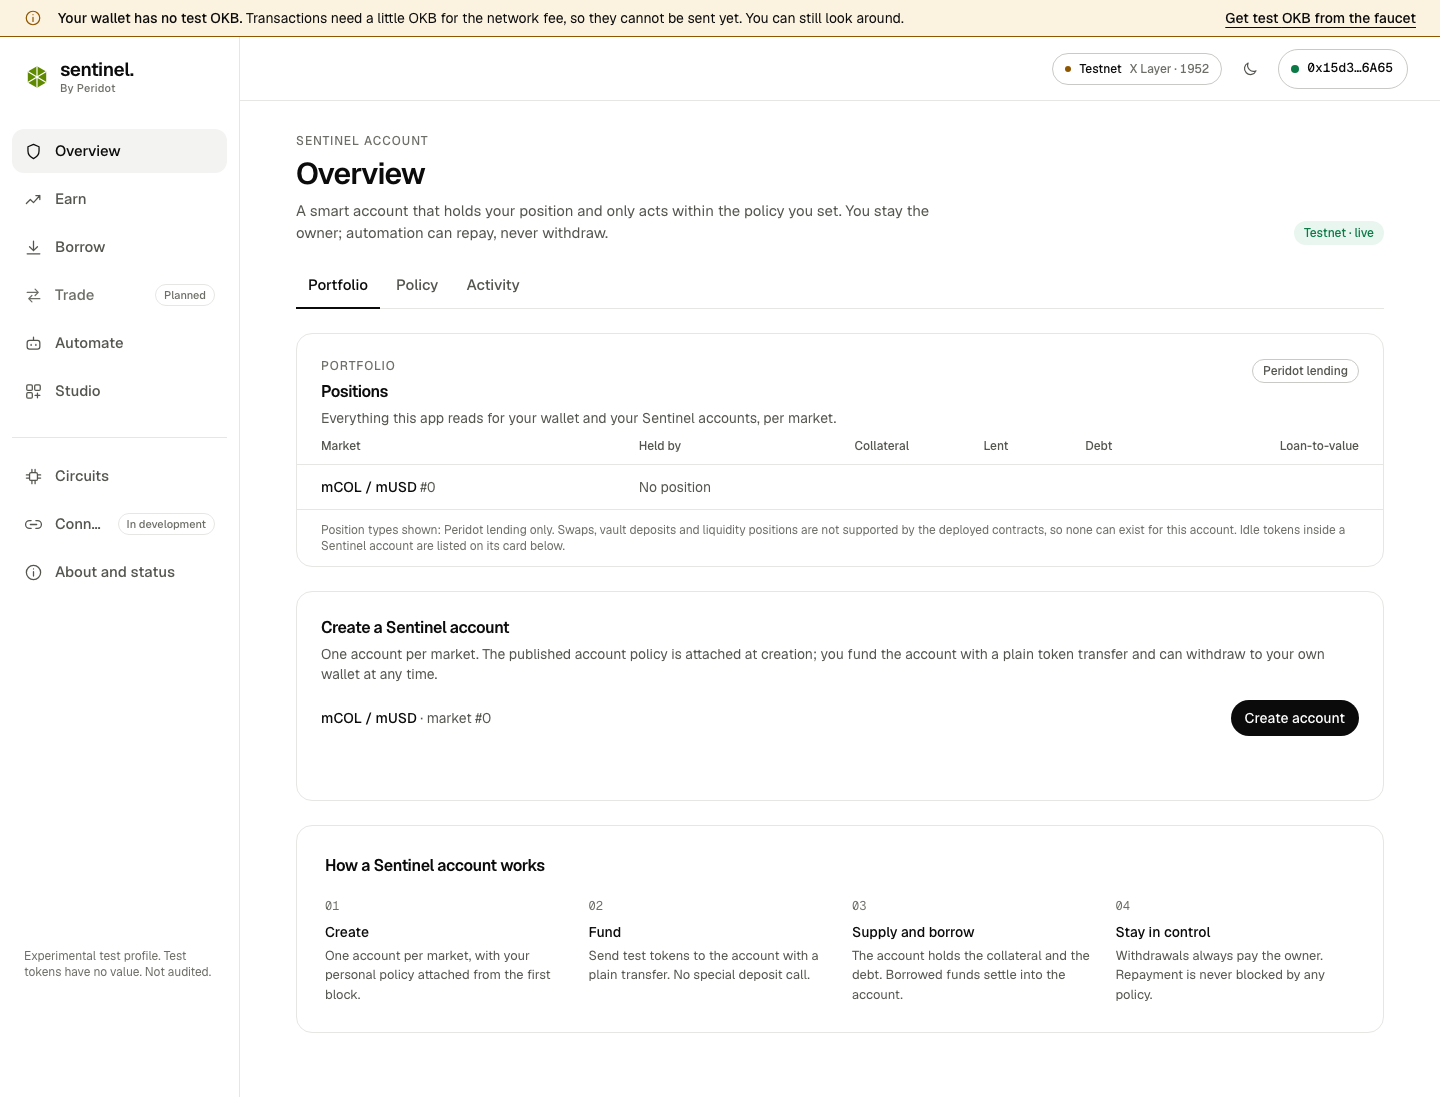 Your wallet has no test OKB. Transactions need a little OKB for the network fee, so they cannot be sent yet. You can still look around.
Get test OKB from the faucet
sentinel.
By Peridot
Testnet X Layer · 1952
0x15d3…6A65
Overview
Earn
Borrow
Trade Planned
Automate
Studio
Circuits
Conn... In development
About and status
Experimental test profile. Test
tokens have no value. Not audited.
SENTINEL ACCOUNT
Overview
A smart account that holds your position and only acts within the policy you set. You stay the
owner; automation can repay, never withdraw.
Testnet · live
Portfolio Policy Activity
PORTFOLIO
Peridot lending
Positions
Everything this app reads for your wallet and your Sentinel accounts, per market.
Market Held by Collateral Lent Debt Loan-to-value
mCOL / mUSD #0 No position
Position types shown: Peridot lending only. Swaps, vault deposits and liquidity positions are not supported by the deployed contracts, so none can exist for this account. Idle tokens inside a
Sentinel account are listed on its card below.
Create a Sentinel account
One account per market. The published account policy is attached at creation; you fund the account with a plain token transfer and can withdraw to your own
wallet at any time.
mCOL / mUSD · market #0
Create account
How a Sentinel account works
01
Create
One account per market, with your
personal policy attached from the first
block.
02
Fund
Send test tokens to the account with a
plain transfer. No special deposit call.
03
Supply and borrow
The account holds the collateral and the
debt. Borrowed funds settle into the
account.
04
Stay in control
Withdrawals always pay the owner.
Repayment is never blocked by any
policy.